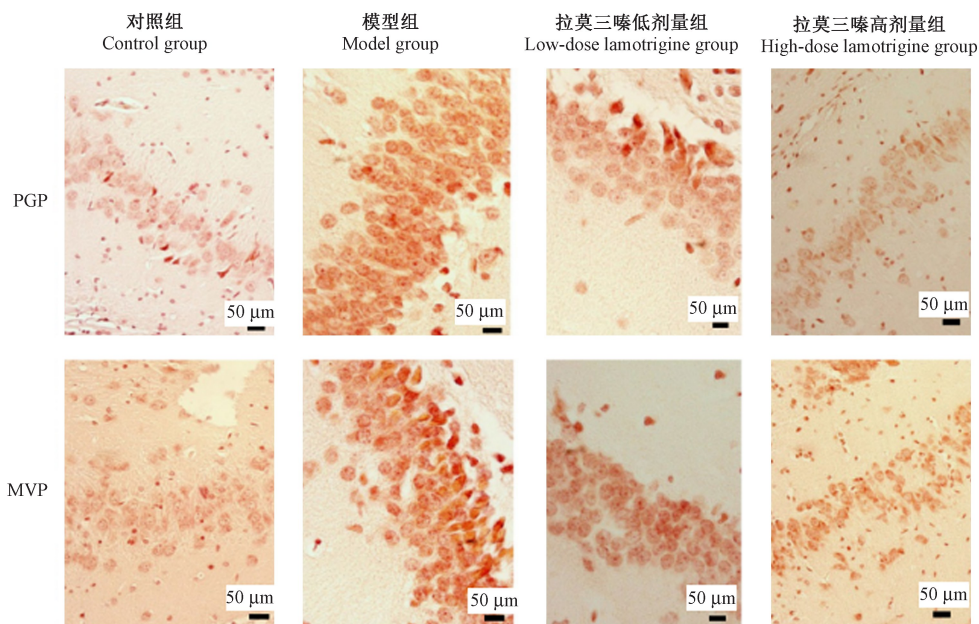 对照组
Control group
模型组
Model group
拉莫三嗪低剂量组
Low-dose lamotrigine group
拉莫三嗪高剂量组
High-dose lamotrigine group
PGP
50 μm
50 μm
50 μm
50 μm
MVP
50 μm
50 μm
50 μm
50 μm